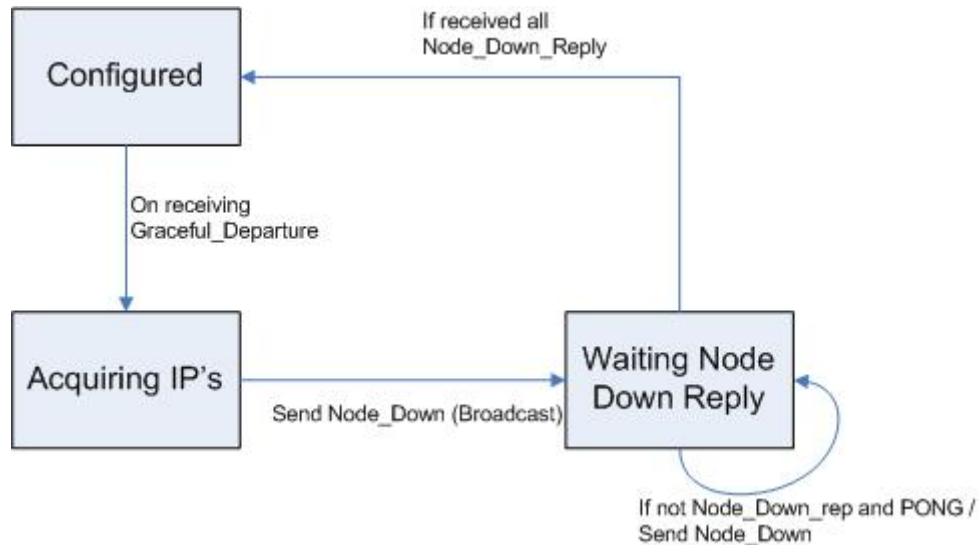 If received all
Node_Down_Reply
Configured
On receiving
Graceful_Departure
Acquiring IP's
Send Node_Down (Broadcast)
Waiting Node
Down Reply
If not Node_Down_rep and PONG /
Send Node_Down